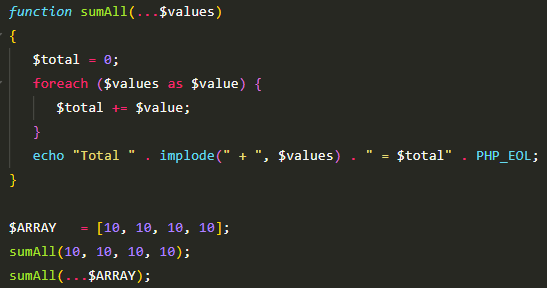 function sumAll(...$values)
{
    $total = 0;
    foreach ($values as $value) {
        $total += $value;
    }
    echo "Total " . implode(" + ", $values) . " = $total" . PHP_EOL;
}

$ARRAY   = [10, 10, 10, 10];
sumAll(10, 10, 10, 10);
sumAll(...$ARRAY);